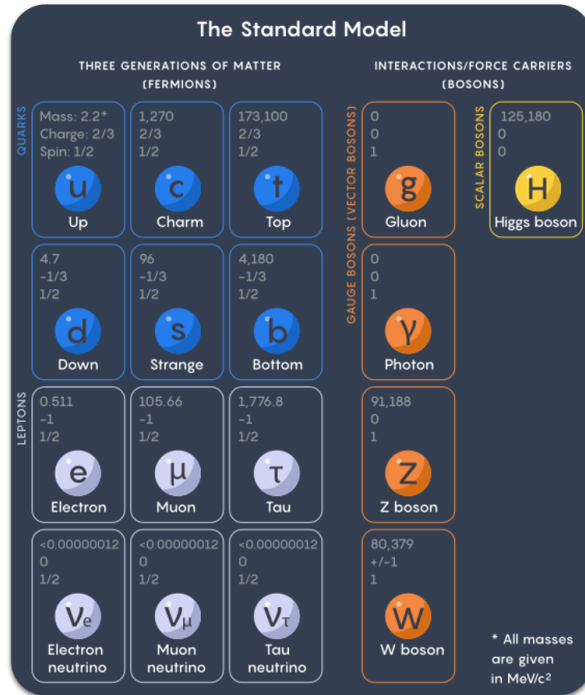 The Standard Model
THREE GENERATIONS OF MATTER
(FERMIONS)
INTERACTIONS/FORCE CARRIERS
(BOSONS)
QUARKS
Mass: 2.2*
Charge: 2/3
Spin: 1/2
u
Up
1,270
2/3
1/2
c
Charm
173,100
2/3
1/2
t
Top
4.7
-1/3
1/2
d
Down
96
-1/3
1/2
s
Strange
4,180
-1/3
1/2
b
Bottom
LEPTONS
0.511
-1
1/2
e
Electron
105.66
-1
1/2
μ
Muon
1,776.8
-1
1/2
τ
Tau
<0.00000012
0
1/2
νe
Electron
neutrino
<0.00000012
0
1/2
νμ
Muon
neutrino
<0.00000012
0
1/2
ντ
Tau
neutrino
GAUGE BOSONS (VECTOR BOSONS)
0
0
1
g
Gluon
0
0
1
γ
Photon
91,188
0
1
Z
Z boson
80,379
+/-1
1
W
W boson
SCALAR BOSONS
125,180
0
0
H
Higgs boson
* All masses
are given
in MeV/c²